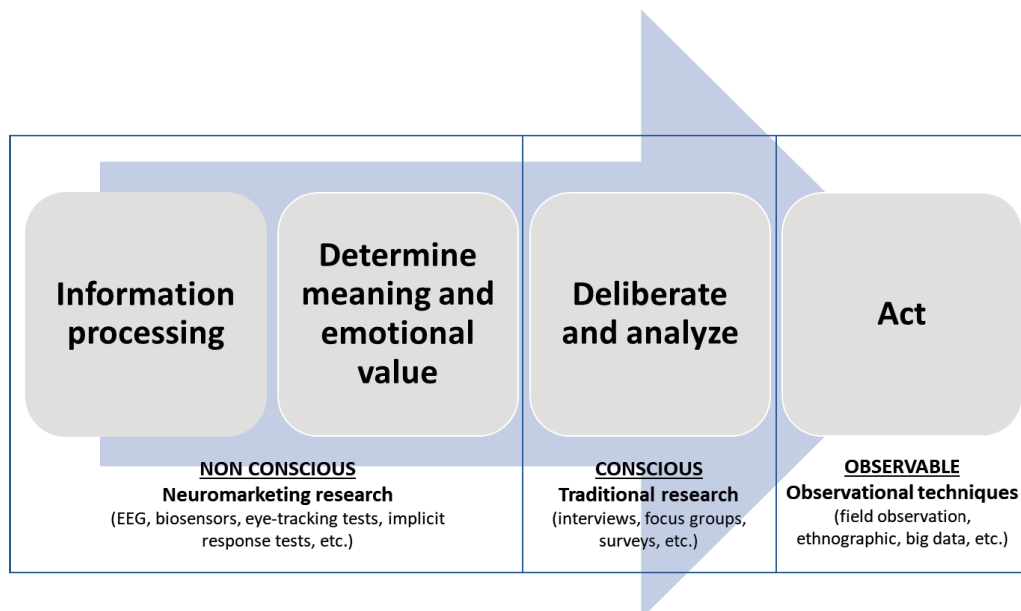 Information
processing
Determine
meaning and
emotional
value
Deliberate
and analyze
Act
NON CONSCIOUS
Neuromarketing research
(EEG, biosensors, eye-tracking tests, implicit
response tests, etc.)
CONSCIOUS
Traditional research
(interviews, focus groups,
surveys, etc.)
OBSERVABLE
Observational techniques
(field observation,
ethnographic, big data, etc.)